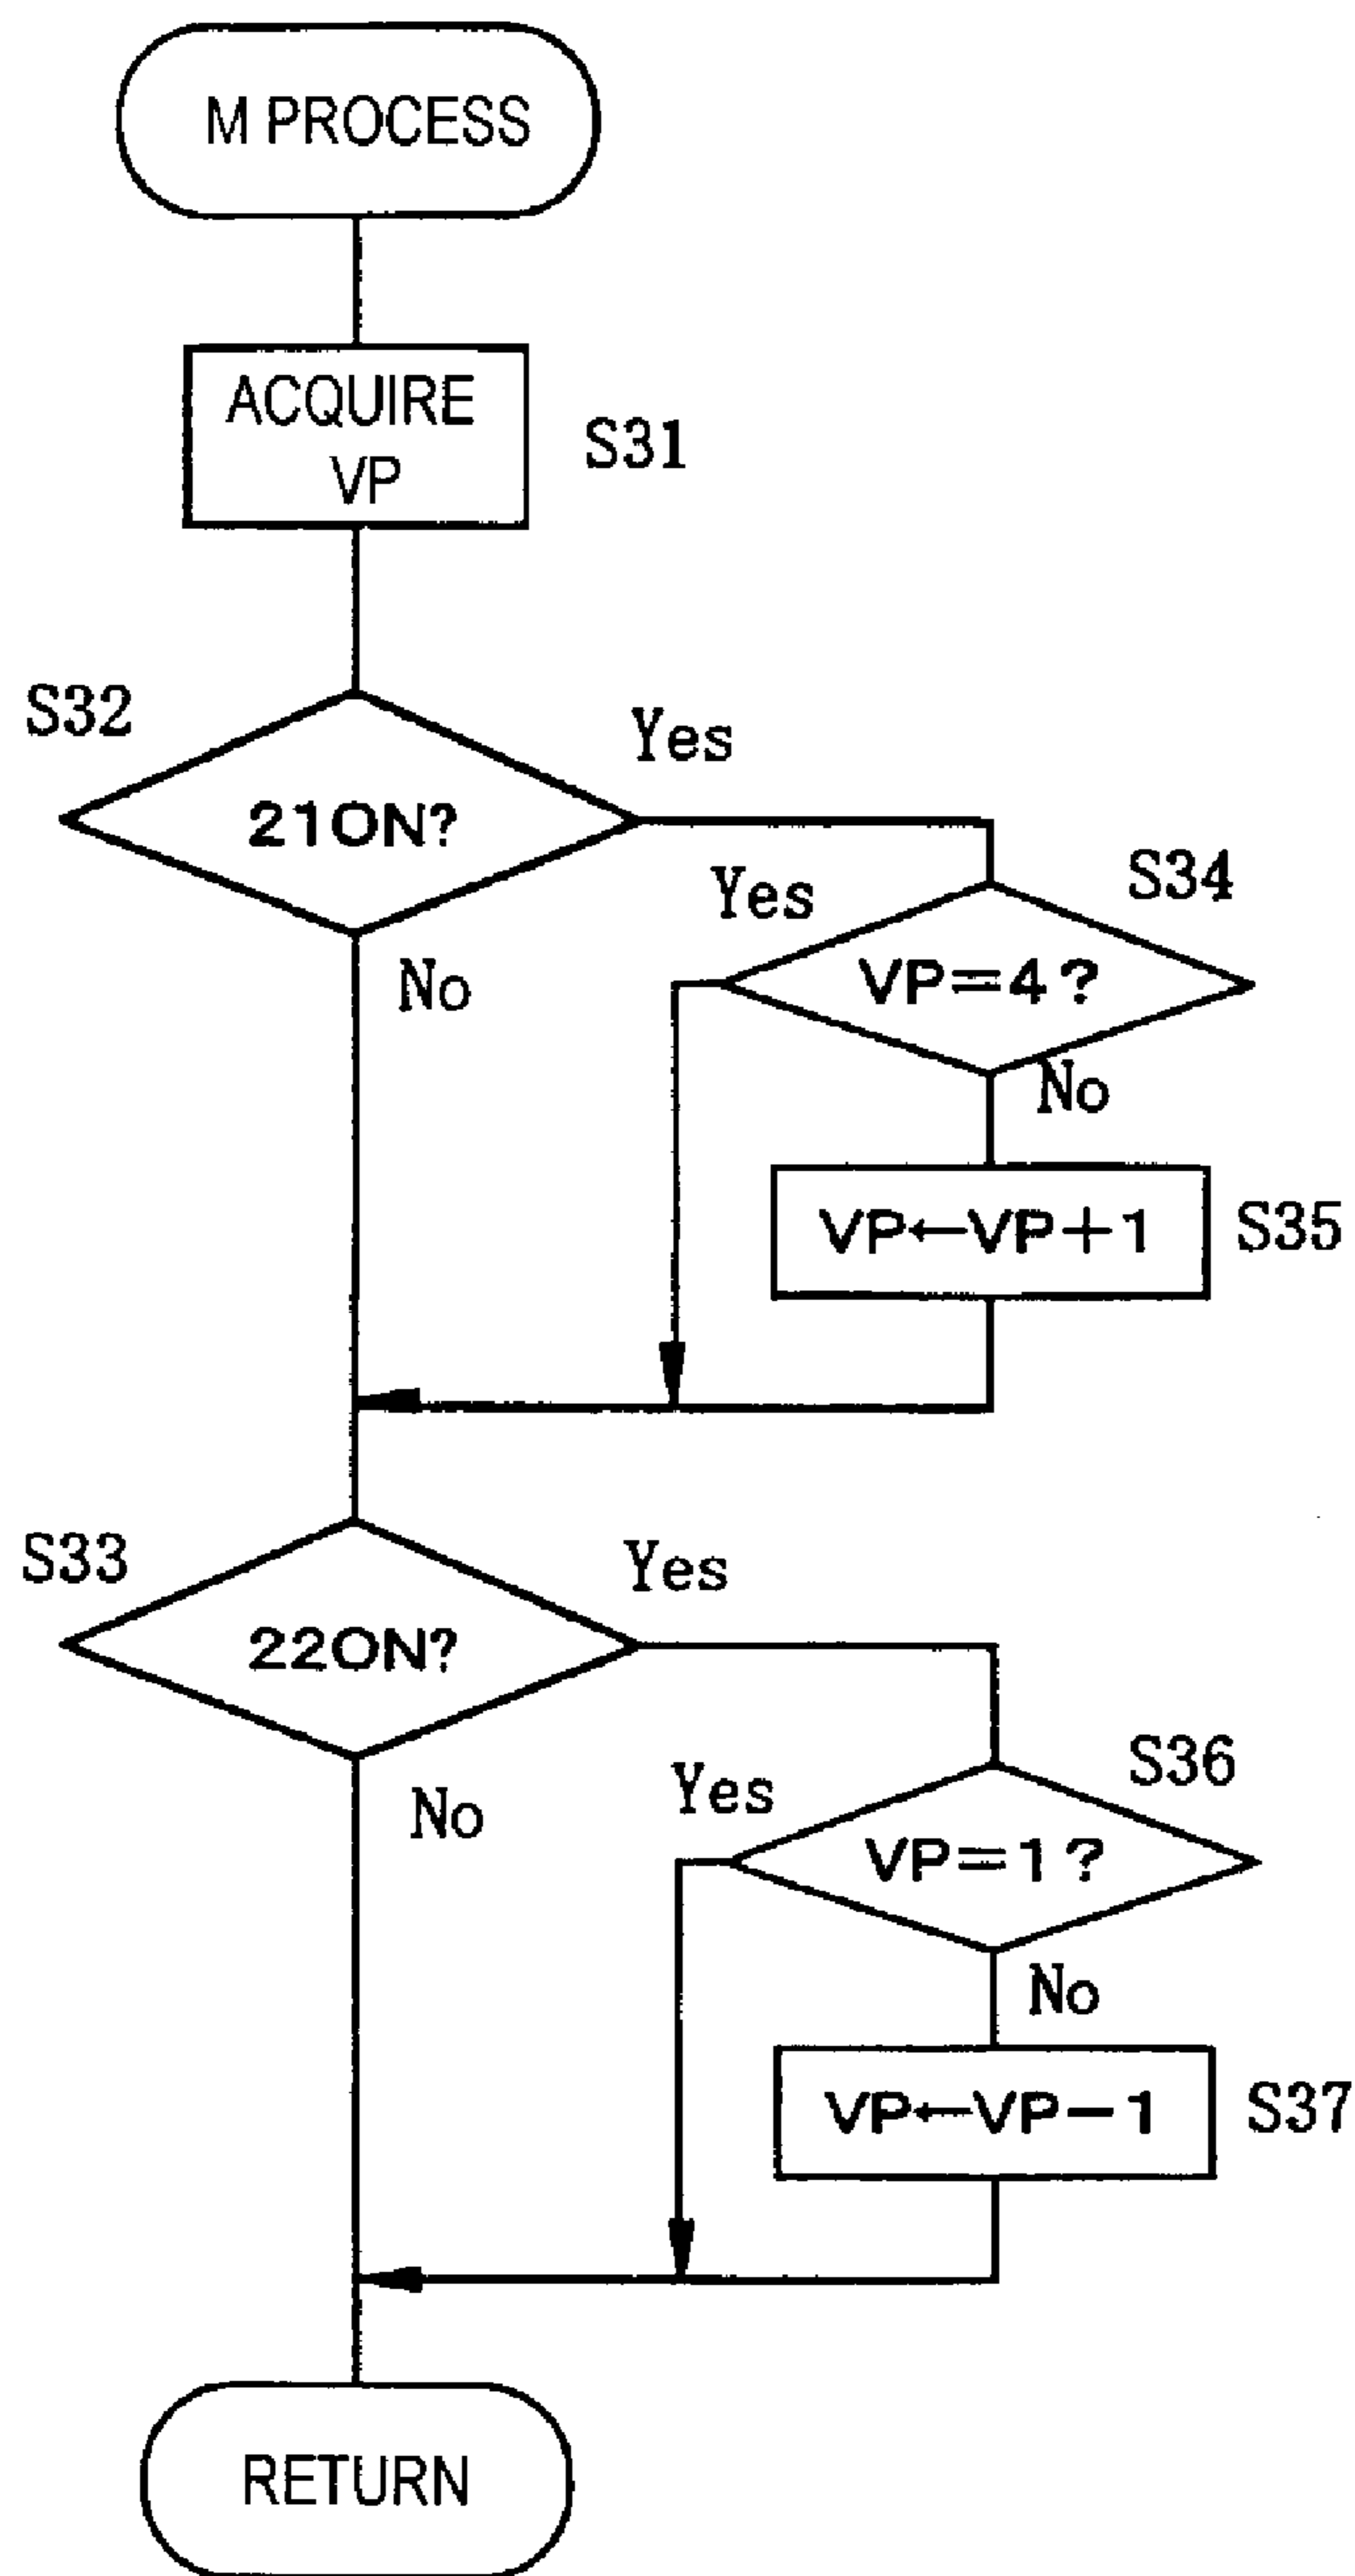 M PROCESS
ACQUIRE
VP
S31
S32
Yes
21ON?
No
Yes
S34
VP=4?
No
VP←VP+1
S35
S33
Yes
22ON?
No
Yes
S36
VP=1?
No
VP←VP-1
S37
RETURN